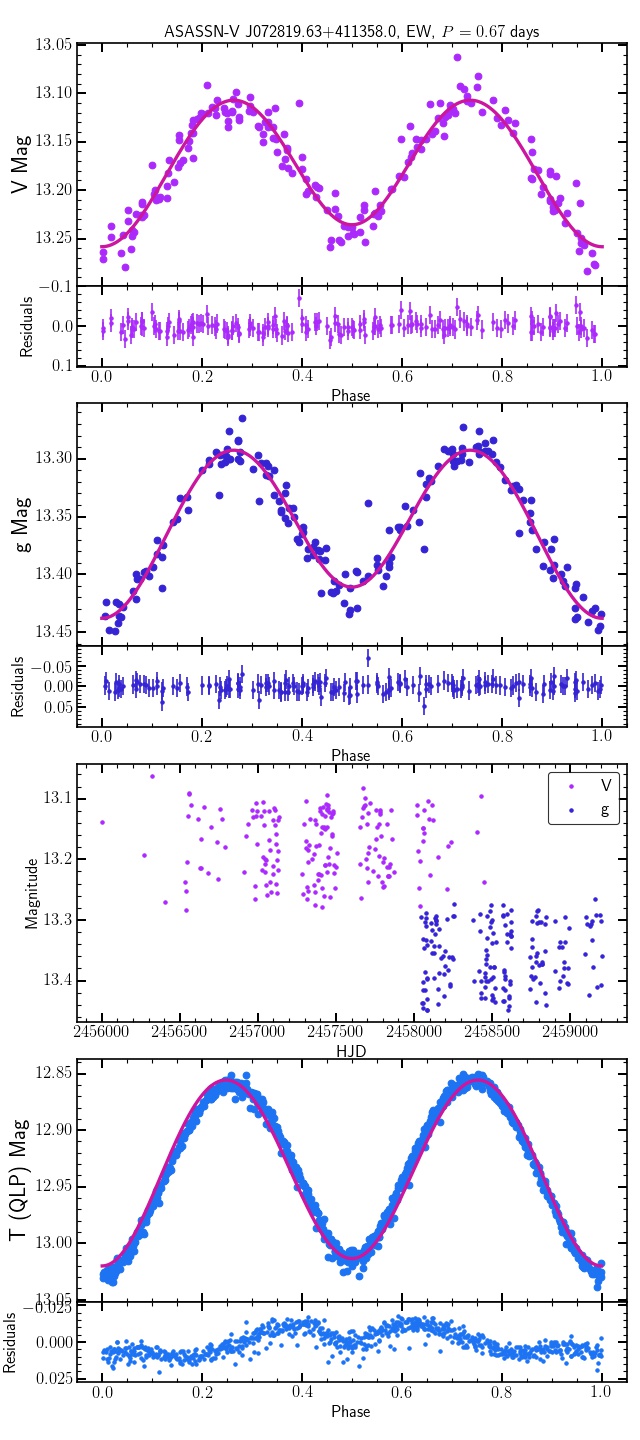 ASASSN-V J072819.63+411358.0, EW, P = 0.67 days
13.05
13.10
13.15
13.20
13.25
V Mag
−0.1
0.0
0.1
Residuals
0.0 0.2 0.4 0.6 0.8 1.0
Phase
13.30
13.35
13.40
13.45
g Mag
−0.05
0.00
0.05
Residuals
0.0 0.2 0.4 0.6 0.8 1.0
Phase
13.1
13.2
13.3
13.4
Magnitude
V
g
2456000 2456500 2457000 2457500 2458000 2458500 2459000
HJD
12.85
12.90
12.95
13.00
13.05
T (QLP) Mag
−0.025
0.000
0.025
Residuals
0.0 0.2 0.4 0.6 0.8 1.0
Phase